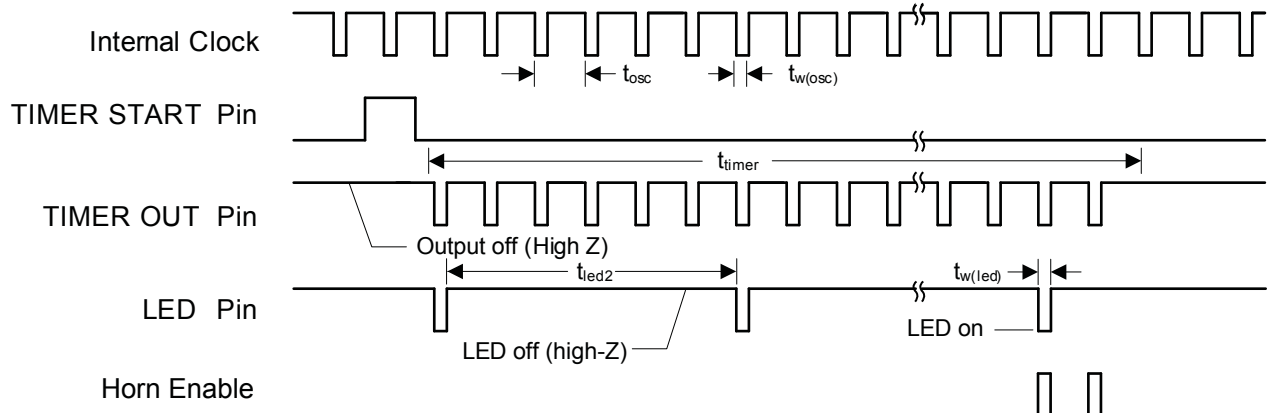 Internal Clock
tosc
tw(osc)
TIMER START Pin
ttimer
TIMER OUT Pin
Output off (High Z)
tled2
tw(led)
LED Pin
LED on
LED off (high-Z)
Horn Enable